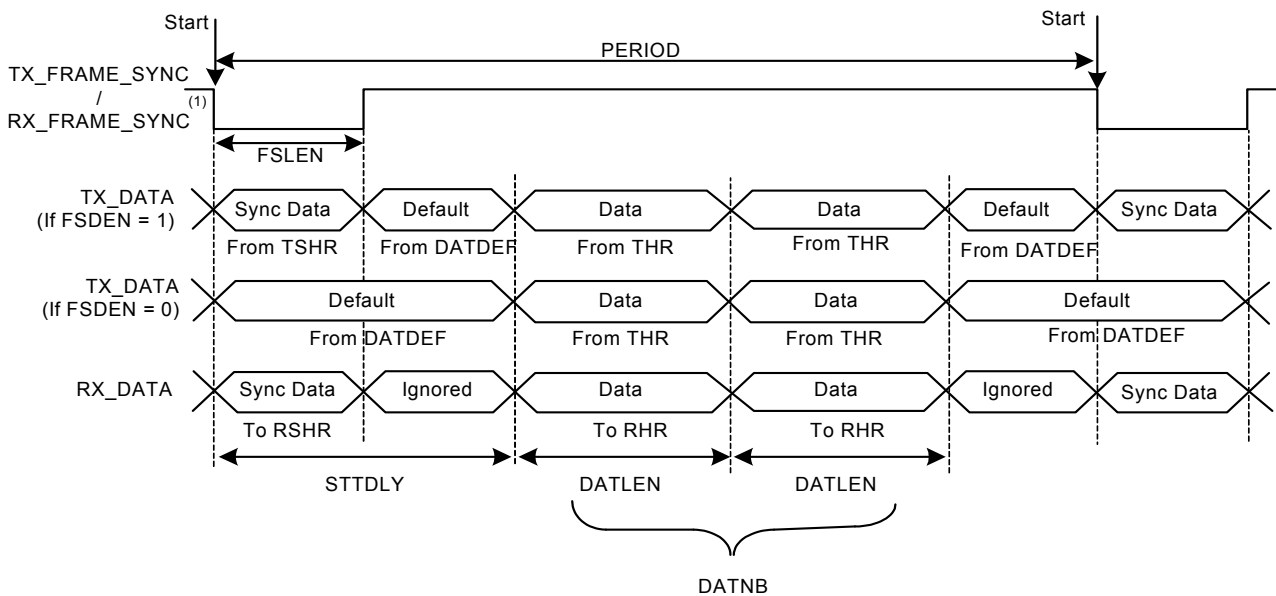 Start
Start
PERIOD
TX_FRAME_SYNC
/
RX_FRAME_SYNC
(1)
FSLEN
TX_DATA
(If FSDEN = 1)
Sync Data
Default
Data
Data
Default
Sync Data
From TSHR
From DATDEF
From THR
From THR
From DATDEF
TX_DATA
(If FSDEN = 0)
Default
Data
Data
Default
From DATDEF
From THR
From THR
From DATDEF
RX_DATA
Sync Data
Ignored
Data
Data
Ignored
Sync Data
To RSHR
To RHR
To RHR
STTDLY
DATLEN
DATLEN
DATNB